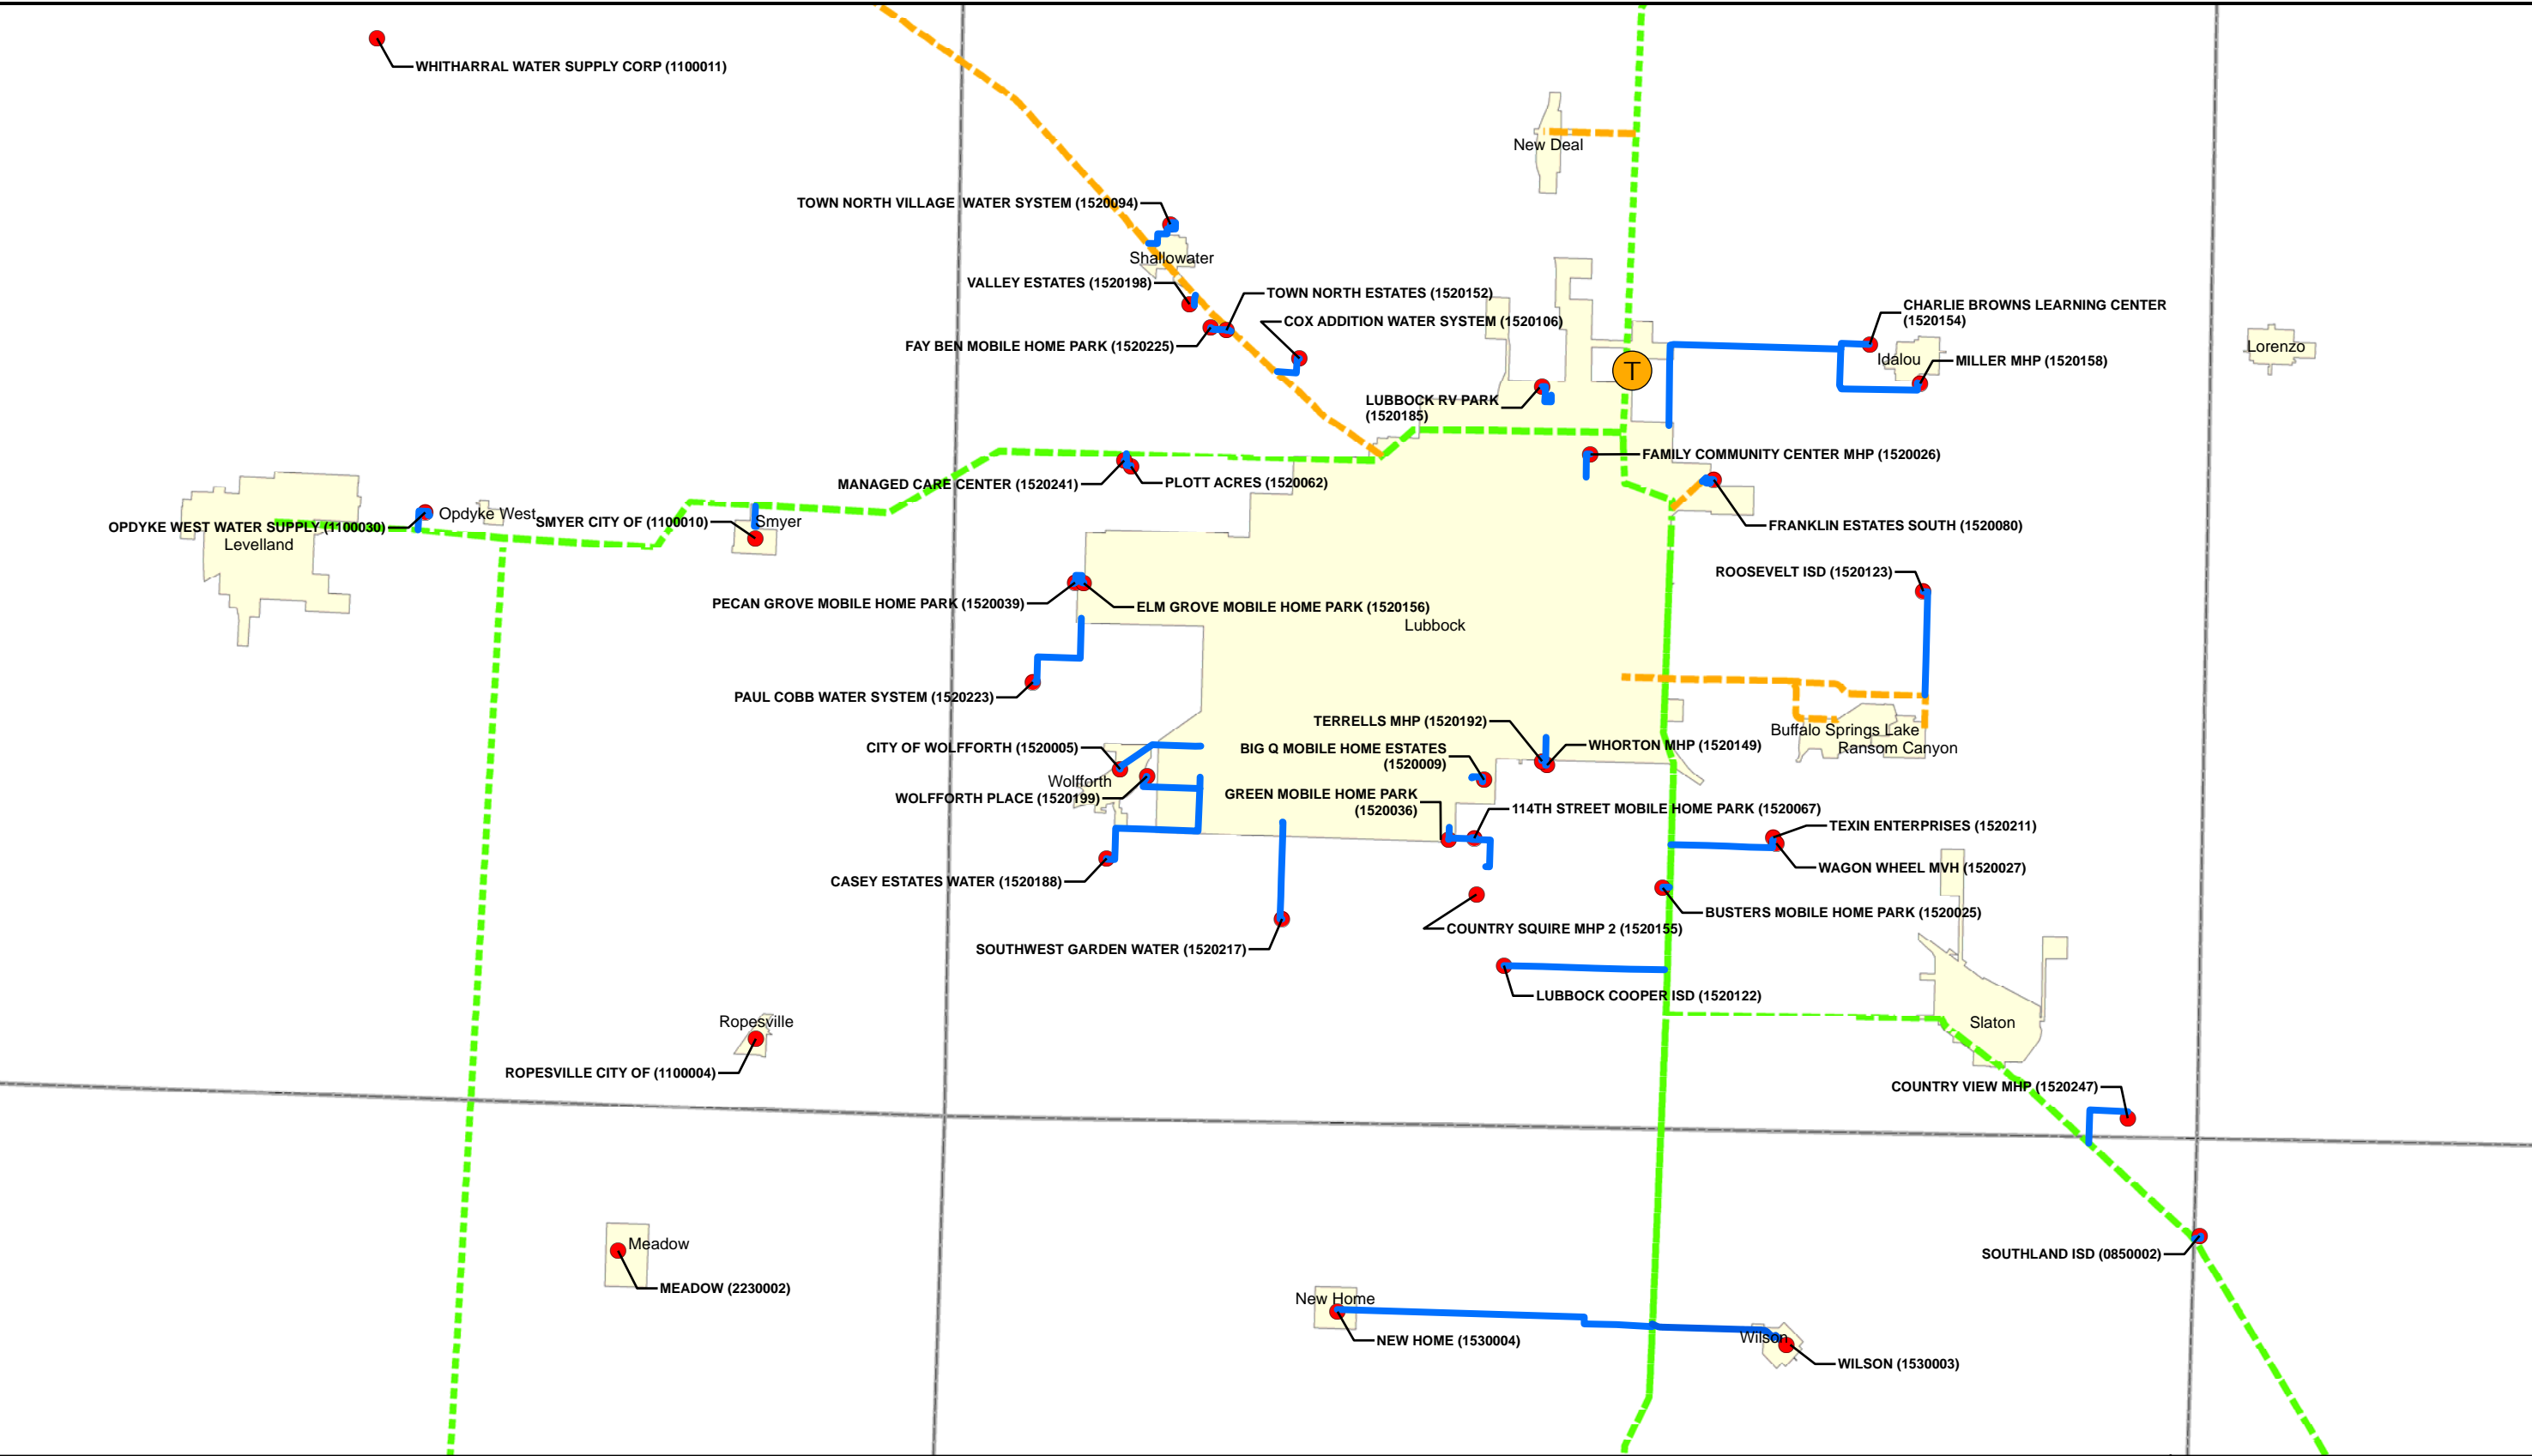 WHITHARRAL WATER SUPPLY CORP (1100011)
New Deal
TOWN NORTH VILLAGE WATER SYSTEM (1520094)
Shallowater
VALLEY ESTATES (1520198)
TOWN NORTH ESTATES (1520152)
COX ADDITION WATER SYSTEM (1520106)
FAY BEN MOBILE HOME PARK (1520225)
CHARLIE BROWNS LEARNING CENTER
(1520154)
Idalou
MILLER MHP (1520158)
Lorenzo
T
LUBBOCK RV PARK
(1520185)
FAMILY COMMUNITY CENTER MHP (1520026)
MANAGED CARE CENTER (1520241)
PLOTT ACRES (1520062)
OPDYKE WEST WATER SUPPLY (1100030)
Opdyke West
SMYER CITY OF (1100010)
Smyer
Levelland
FRANKLIN ESTATES SOUTH (1520080)
ROOSEVELT ISD (1520123)
PECAN GROVE MOBILE HOME PARK (1520039)
ELM GROVE MOBILE HOME PARK (1520156)
Lubbock
PAUL COBB WATER SYSTEM (1520223)
TERRELLS MHP (1520192)
Buffalo Springs Lake
Ransom Canyon
CITY OF WOLFFORTH (1520005)
BIG Q MOBILE HOME ESTATES
(1520009)
WHORTON MHP (1520149)
Wolfforth
WOLFFORTH PLACE (1520199)
GREEN MOBILE HOME PARK
(1520036)
114TH STREET MOBILE HOME PARK (1520067)
TEXIN ENTERPRISES (1520211)
WAGON WHEEL MVH (1520027)
CASEY ESTATES WATER (1520188)
BUSTERS MOBILE HOME PARK (1520025)
COUNTRY SQUIRE MHP 2 (1520155)
SOUTHWEST GARDEN WATER (1520217)
LUBBOCK COOPER ISD (1520122)
Ropesville
Slaton
ROPESVILLE CITY OF (1100004)
COUNTRY VIEW MHP (1520247)
Meadow
MEADOW (2230002)
SOUTHLAND ISD (0850002)
New Home
NEW HOME (1530004)
Wilson
WILSON (1530003)